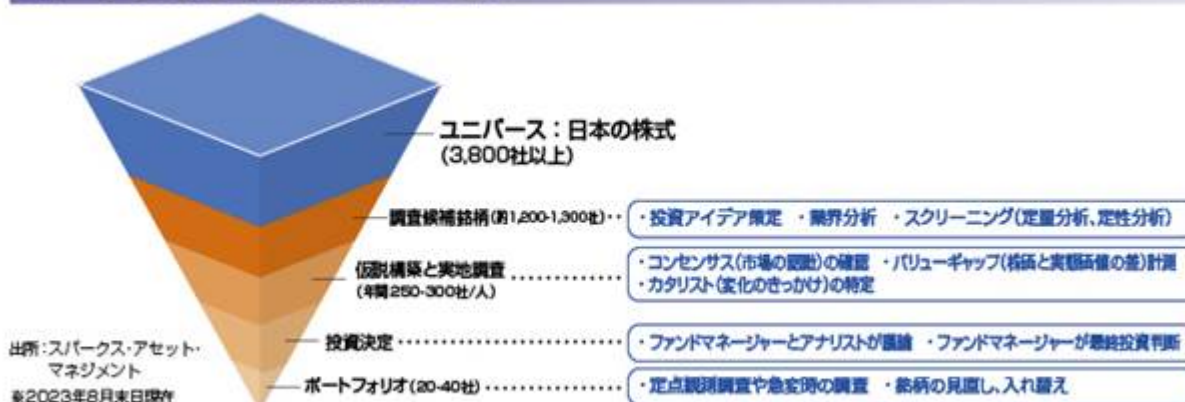 ユニバース：日本の株式
(3,800社以上)
調査候補銘柄(約1,200-1,300社)
・投資アイデア策定 ・業界分析 ・スクリーニング(定量分析、定性分析)
仮説構築と実地調査
(年間250-300社/人)
・コンセンサス(市場の認識)の確認 ・バリューギャップ(株価と実態価値の差)計測
・カタリスト(変化のきっかけ)の特定
投資決定
・ファンドマネージャーとアナリストが議論 ・ファンドマネージャーが最終投資判断
ポートフォリオ(20-40社)
・定点観測調査や急変時の調査 ・銘柄の見直し、入れ替え
出所：スパークス・アセット・
マネジメント
※2023年8月末日現在